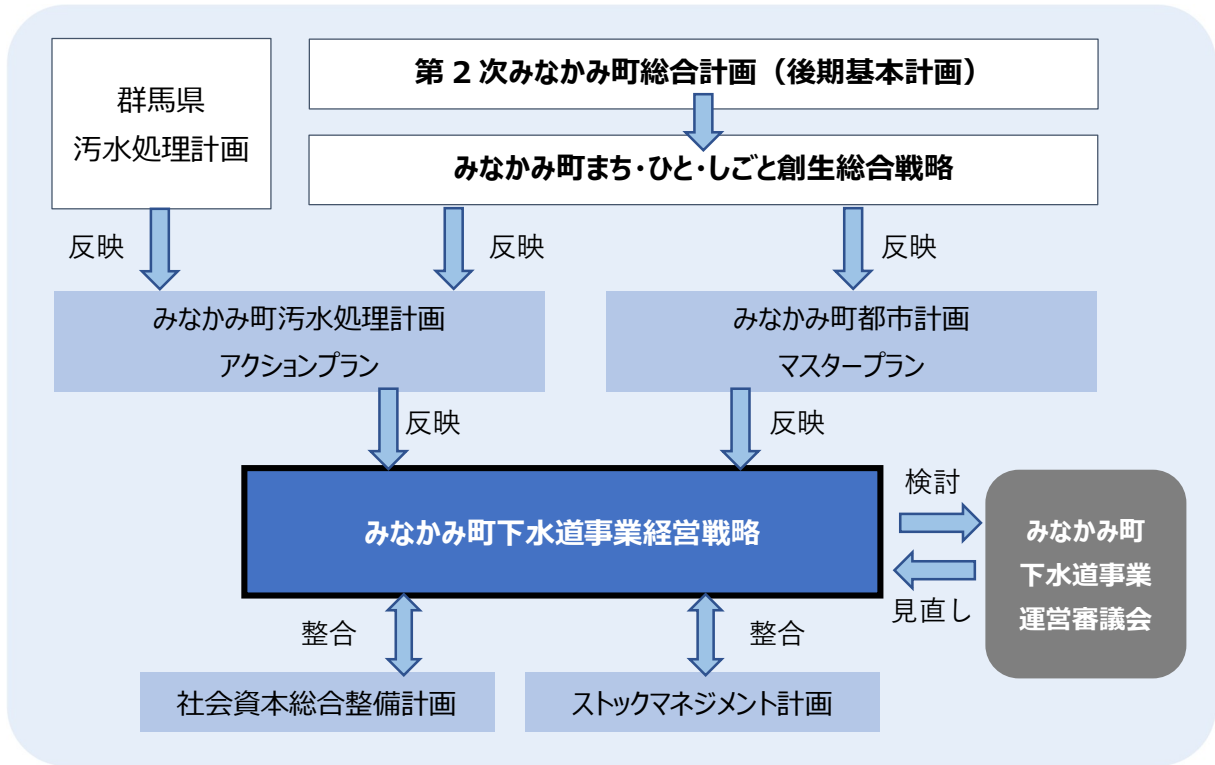 群馬県
汚水処理計画
第2次みなかみ町総合計画（後期基本計画）
みなかみ町まち・ひと・しごと創生総合戦略
反映
反映
反映
みなかみ町汚水処理計画
アクションプラン
みなかみ町都市計画
マスタープラン
反映
反映
みなかみ町下水道事業経営戦略
検討
見直し
みなかみ町
下水道事業
運営審議会
整合
整合
社会資本総合整備計画
ストックマネジメント計画